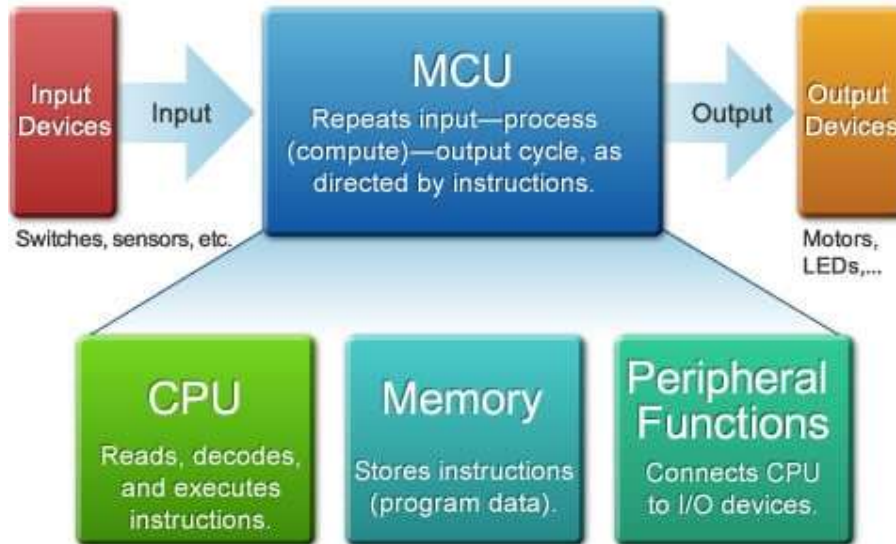 Input
Devices
Input
MCU
Repeats input—process
(compute)—output cycle, as
directed by instructions.
Output
Output
Devices
Switches, sensors, etc.
Motors,
LEDs,...
CPU
Reads, decodes,
and executes
instructions.
Memory
Stores instructions
(program data).
Peripheral
Functions
Connects CPU
to I/O devices.